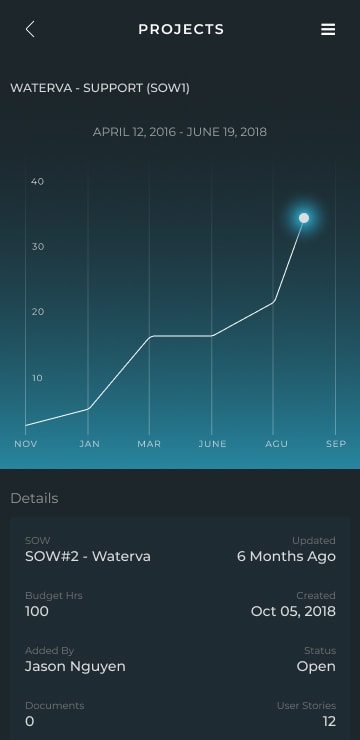 PROJECTS
WATERVA - SUPPORT (SOW1)
APRIL 12, 2016 - JUNE 19, 2018
40
30
20
10
NOV JAN MAR JUNE AGU SEP
Details
SOW Updated
SOW#2 - Waterva 6 Months Ago
Budget Hrs Created
100 Oct 05, 2018
Added By Status
Jason Nguyen Open
Documents User Stories
0 12